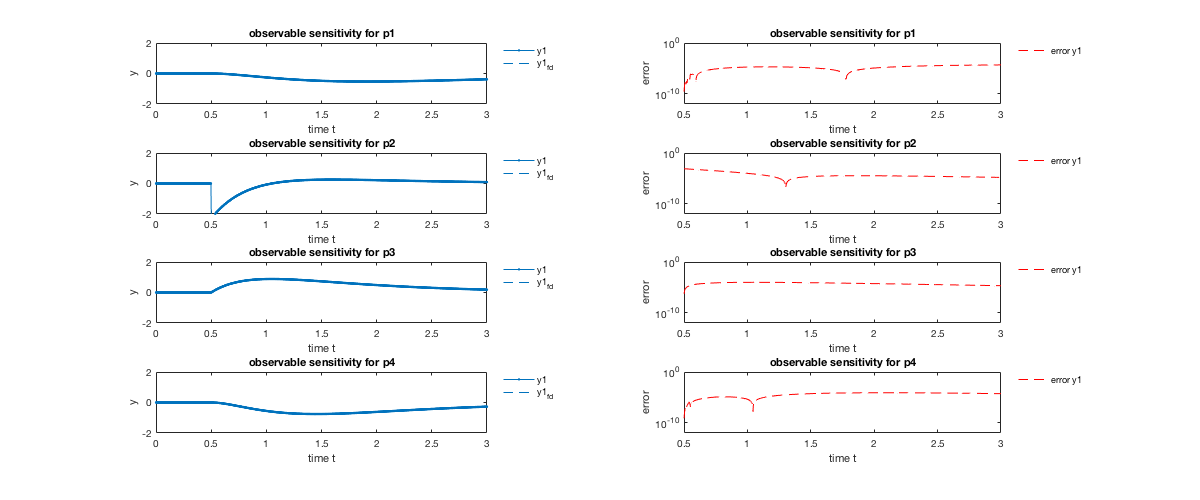 observable sensitivity for p1
2
0
-2
y
0 0.5 1 1.5 2 2.5 3
time t
y1
y1fd
observable sensitivity for p1
10^0
10^-10
error
0.5 1 1.5 2 2.5 3
time t
error y1
observable sensitivity for p2
2
0
-2
y
0 0.5 1 1.5 2 2.5 3
time t
y1
y1fd
observable sensitivity for p2
10^0
10^-10
error
0.5 1 1.5 2 2.5 3
time t
error y1
observable sensitivity for p3
2
0
-2
y
0 0.5 1 1.5 2 2.5 3
time t
y1
y1fd
observable sensitivity for p3
10^0
10^-10
error
0.5 1 1.5 2 2.5 3
time t
error y1
observable sensitivity for p4
2
0
-2
y
0 0.5 1 1.5 2 2.5 3
time t
y1
y1fd
observable sensitivity for p4
10^0
10^-10
error
0.5 1 1.5 2 2.5 3
time t
error y1